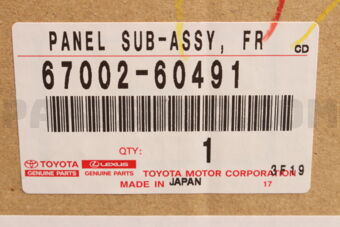 PANEL SUB-ASSY, FR
CD
67002-60491
QTY: 1
TOYOTA LEXUS
GENUINE PARTS GENUINE PARTS
TOYOTA MOTOR CORPORATION
3F19
MADE IN JAPAN 17